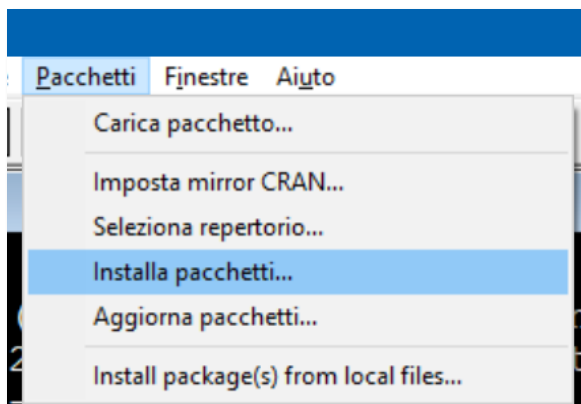 Pacchetti Finestre Aiuto
Carica pacchetto...
Imposta mirror CRAN...
Seleziona repertorio...
Installa pacchetti...
Aggiorna pacchetti...
Install package(s) from local files...